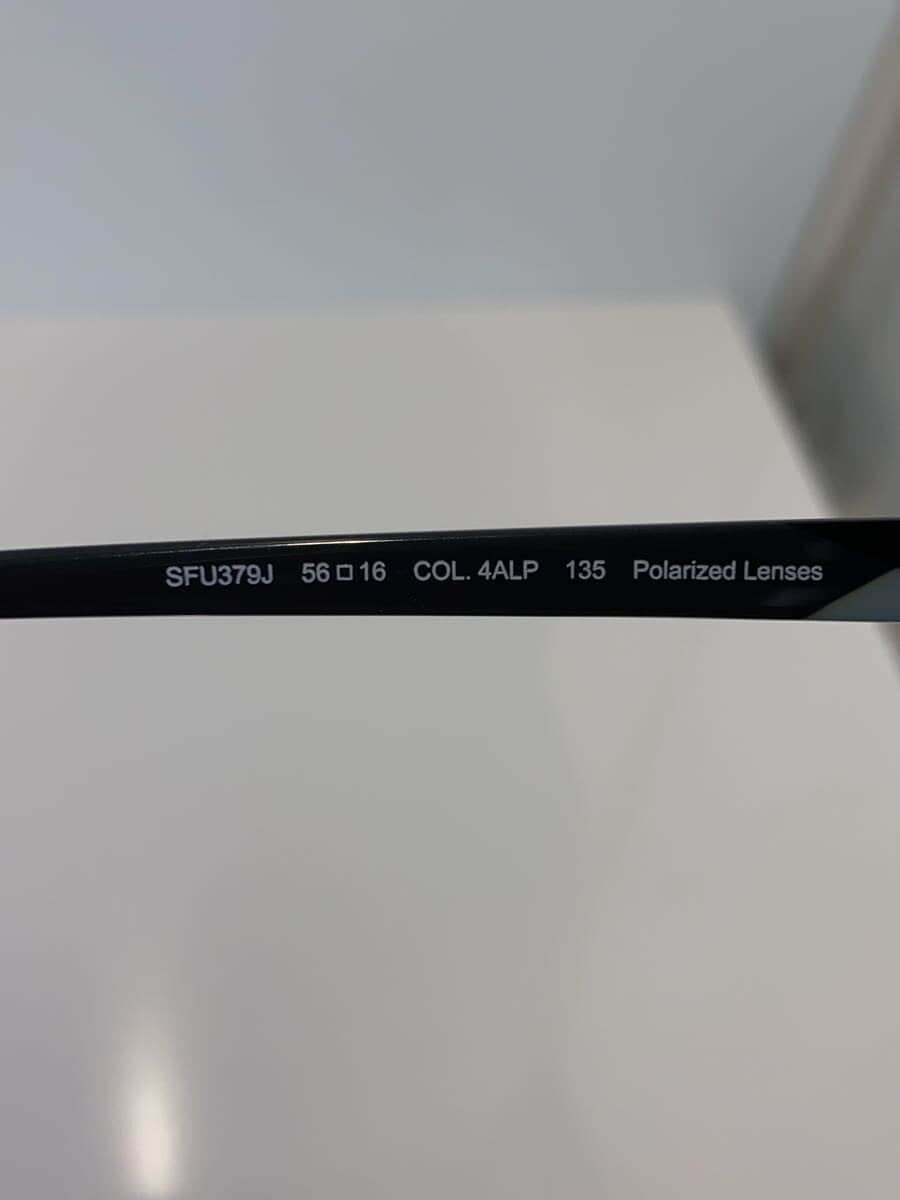 SFU379J 56□16 COL. 4ALP 135 Polarized Lenses